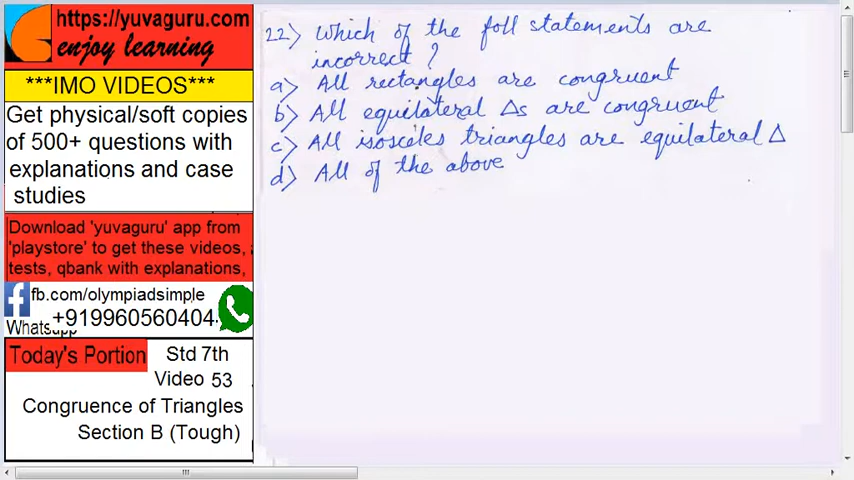 https://yuvaguru.com/
enjoy learning
***IMO VIDEOS***
Get physical/soft copies
of 500+ questions with
explanations and case
studies
Download 'yuvaguru' app from
'playstore' to get these videos,
tests, qbank with explanations,
fb.com/olympiadsimple
+919960560404
Whatsapp
Today's Portion
Std 7th
Video 53
Congruence of Triangles
Section B (Tough)
22) Which of the foll statements are
incorrect ?
a) All rectangles are congruent
b) All equilateral Δs are congruent
c) All isosceles triangles are equilateral Δ
d) All of the above